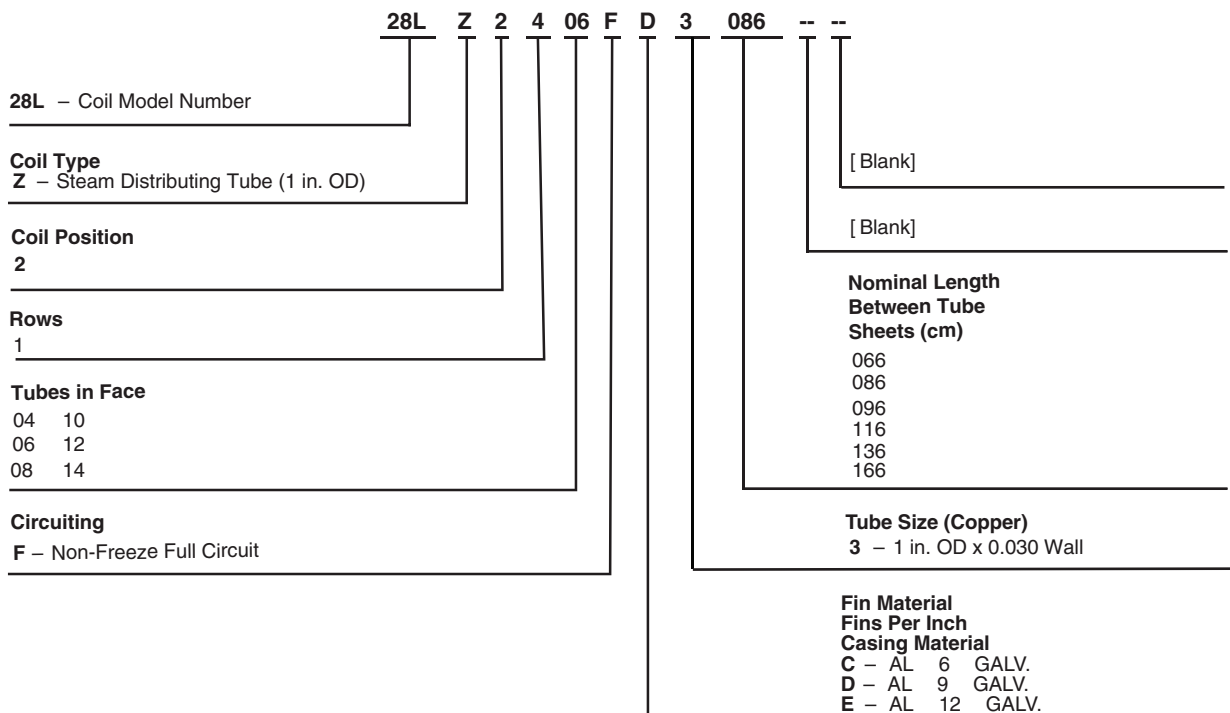 28L Z 2 4 06 F D 3 086 -- --
28L – Coil Model Number
Coil Type
Z – Steam Distributing Tube (1 in. OD)
Coil Position
2
Rows
1
Tubes in Face
04 10
06 12
08 14
Circuiting
F – Non-Freeze Full Circuit
[ Blank]
[ Blank]
Nominal Length
Between Tube
Sheets (cm)
066
086
096
116
136
166
Tube Size (Copper)
3 – 1 in. OD x 0.030 Wall
Fin Material
Fins Per Inch
Casing Material
C – AL 6 GALV.
D – AL 9 GALV.
E – AL 12 GALV.